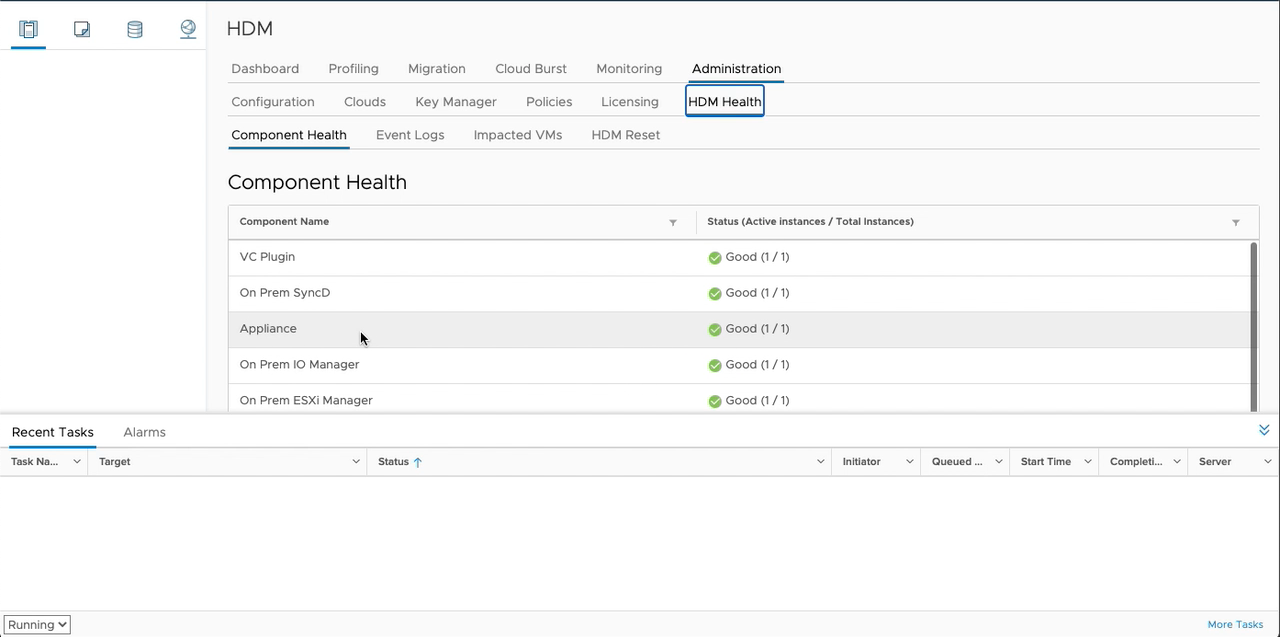 HDM
Dashboard Profiling Migration Cloud Burst Monitoring Administration
Configuration Clouds Key Manager Policies Licensing HDM Health
Component Health Event Logs Impacted VMs HDM Reset
Component Health
Component Name Status (Active instances / Total Instances)
VC Plugin Good (1 / 1)
On Prem SyncD Good (1 / 1)
Appliance Good (1 / 1)
On Prem IO Manager Good (1 / 1)
On Prem ESXi Manager Good (1 / 1)
Recent Tasks Alarms
Task Na... Target Status Initiator Queued ... Start Time Completi... Server
Running More Tasks